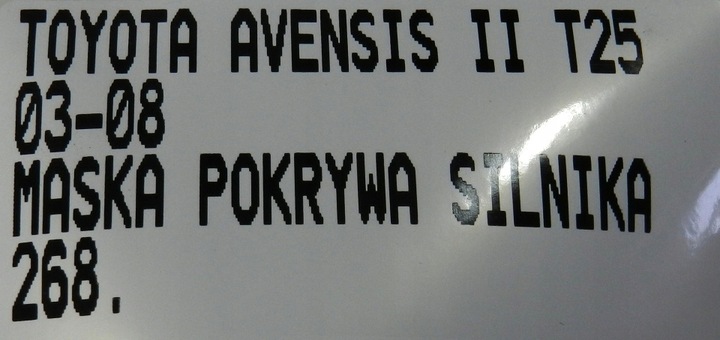 TOYOTA AVENSIS II T25
03-08
MASKA POKRYWA SILNIKA
268.